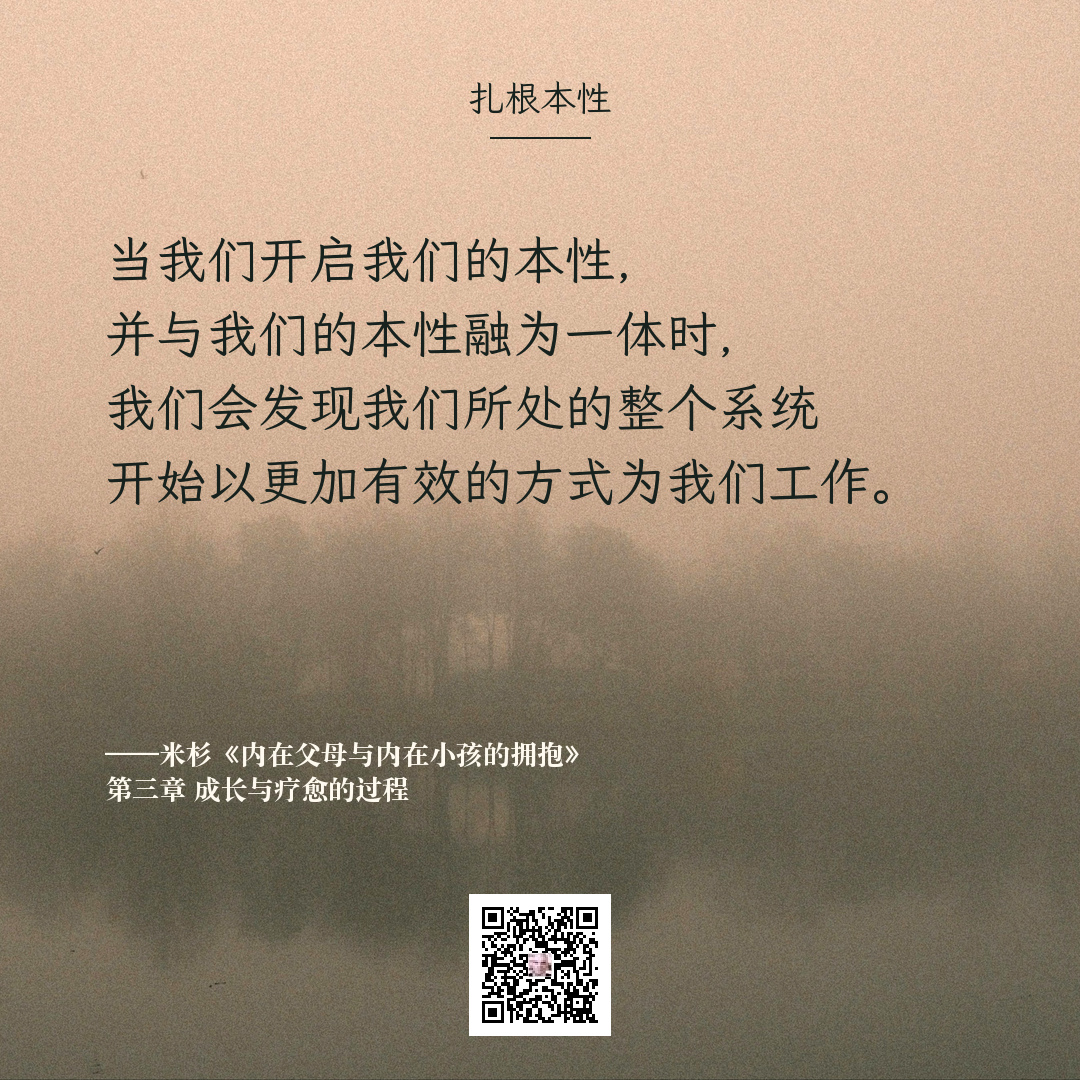 扎根本性
当我们开启我们的本性，
并与我们的本性融为一体时，
我们会发现我们所处的整个系统
开始以更加有效的方式为我们工作。
——米杉《内在父母与内在小孩的拥抱》
第三章 成长与疗愈的过程